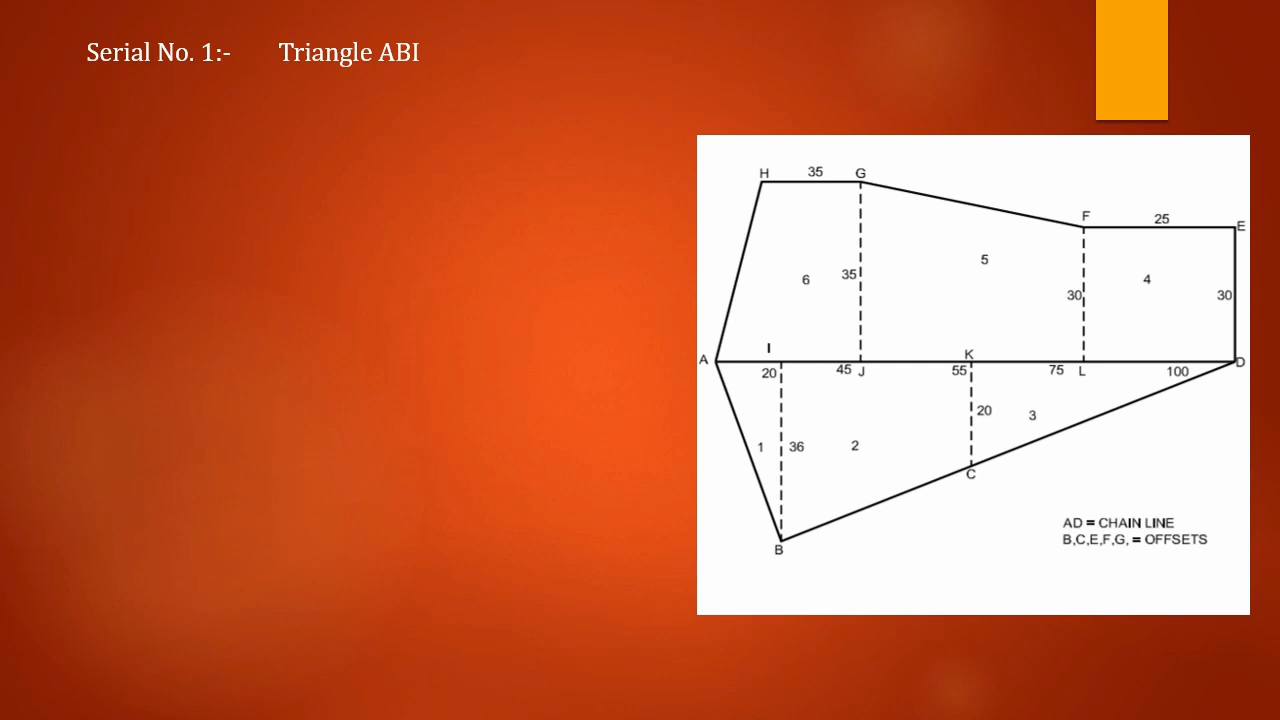 Serial No. 1:- Triangle ABI
H 35 G
F 25 E
5
6 35 4
30 30
I
A K D
20 45 J 55 75 L 100
20 3
1 36 2
C
AD = CHAIN LINE
B,C,E,F,G, = OFFSETS
B